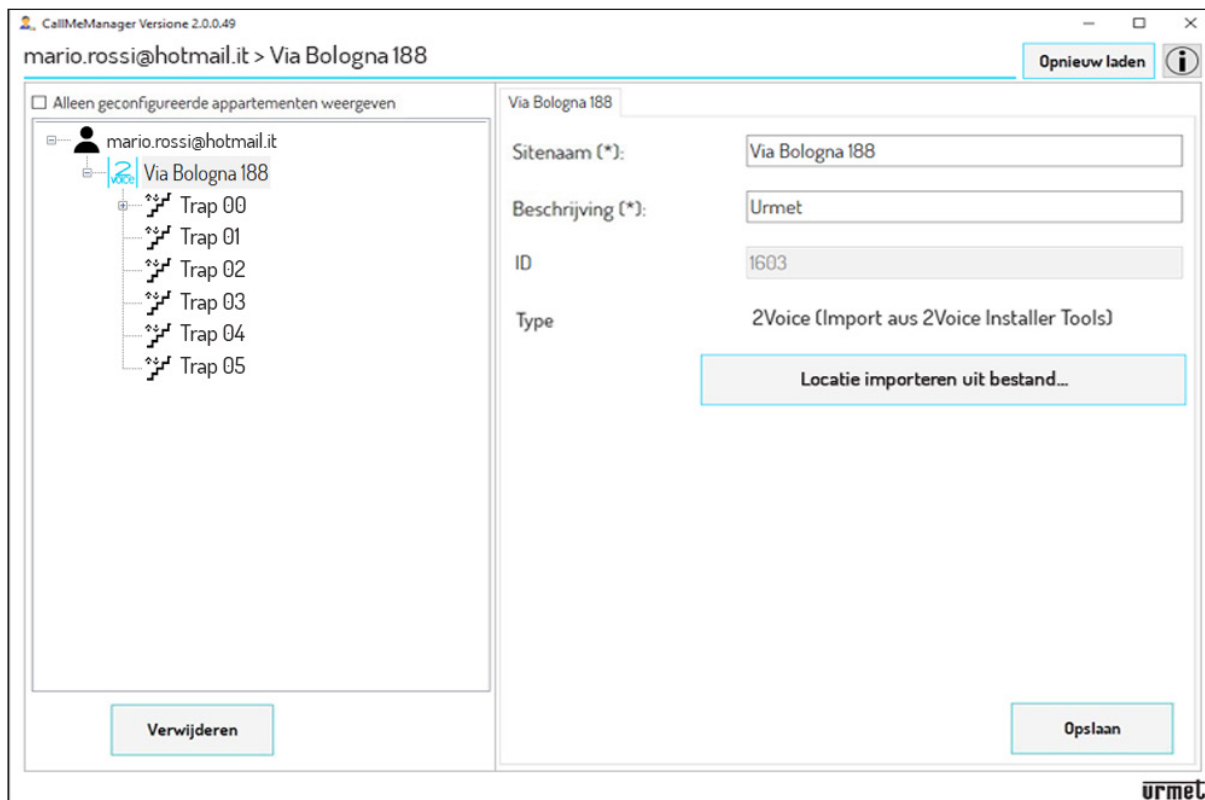 CallMeManager Versione 2.0.0.49
mario.rossi@hotmail.it > Via Bologna 188
Opnieuw laden
i
Alleen geconfigureerde appartementen weergeven
mario.rossi@hotmail.it
2 voice Via Bologna 188
Trap 00
Trap 01
Trap 02
Trap 03
Trap 04
Trap 05
Verwijderen
Via Bologna 188
Sitenaam (*): Via Bologna 188
Beschrijving (*): Urmet
ID 1603
Type 2Voice (Import aus 2Voice Installer Tools)
Locatie importeren uit bestand...
Opslaan
urmet